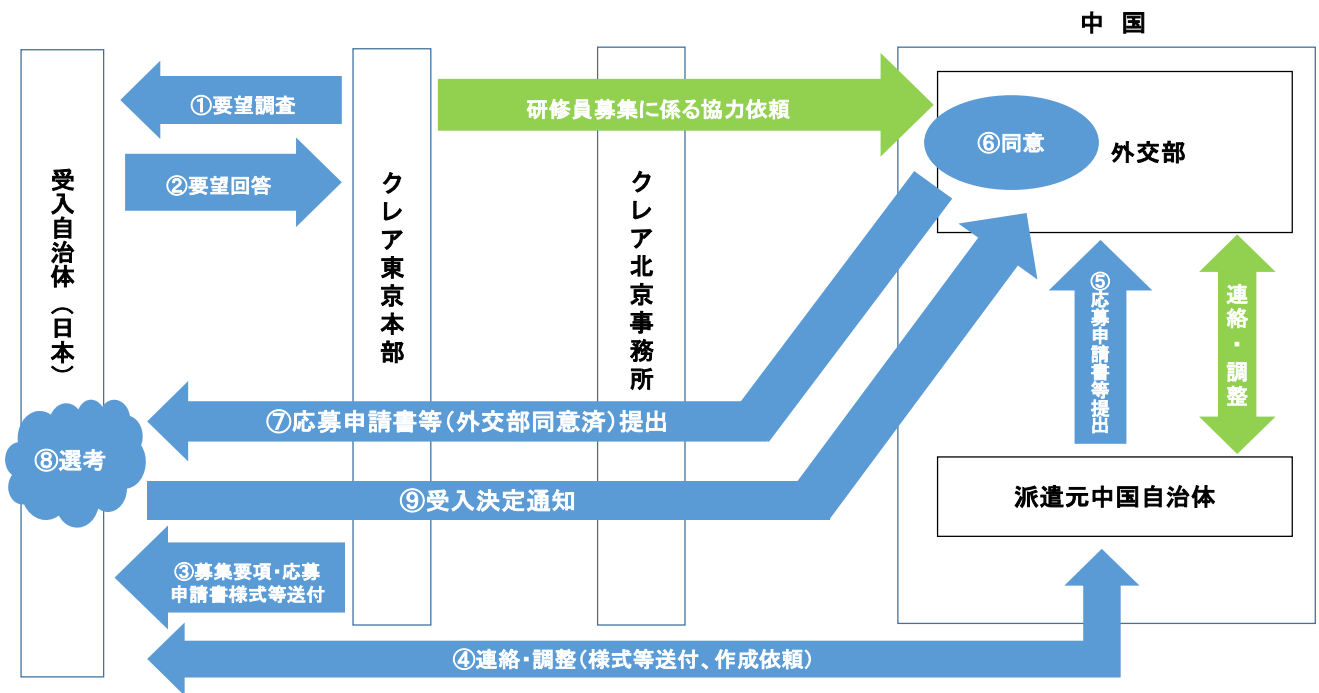 中 国
①要望調査
研修員募集に係る協力依頼
⑥同意
外交部
②要望回答
受入自治体（日本）
クレア東京本部
クレア北京事務所
⑤応募申請書等提出
連絡・調整
⑦応募申請書等（外交部同意済）提出
⑧選考
⑨受入決定通知
派遣元中国自治体
③募集要項・応募
申請書様式等送付
④連絡・調整（様式等送付、作成依頼）